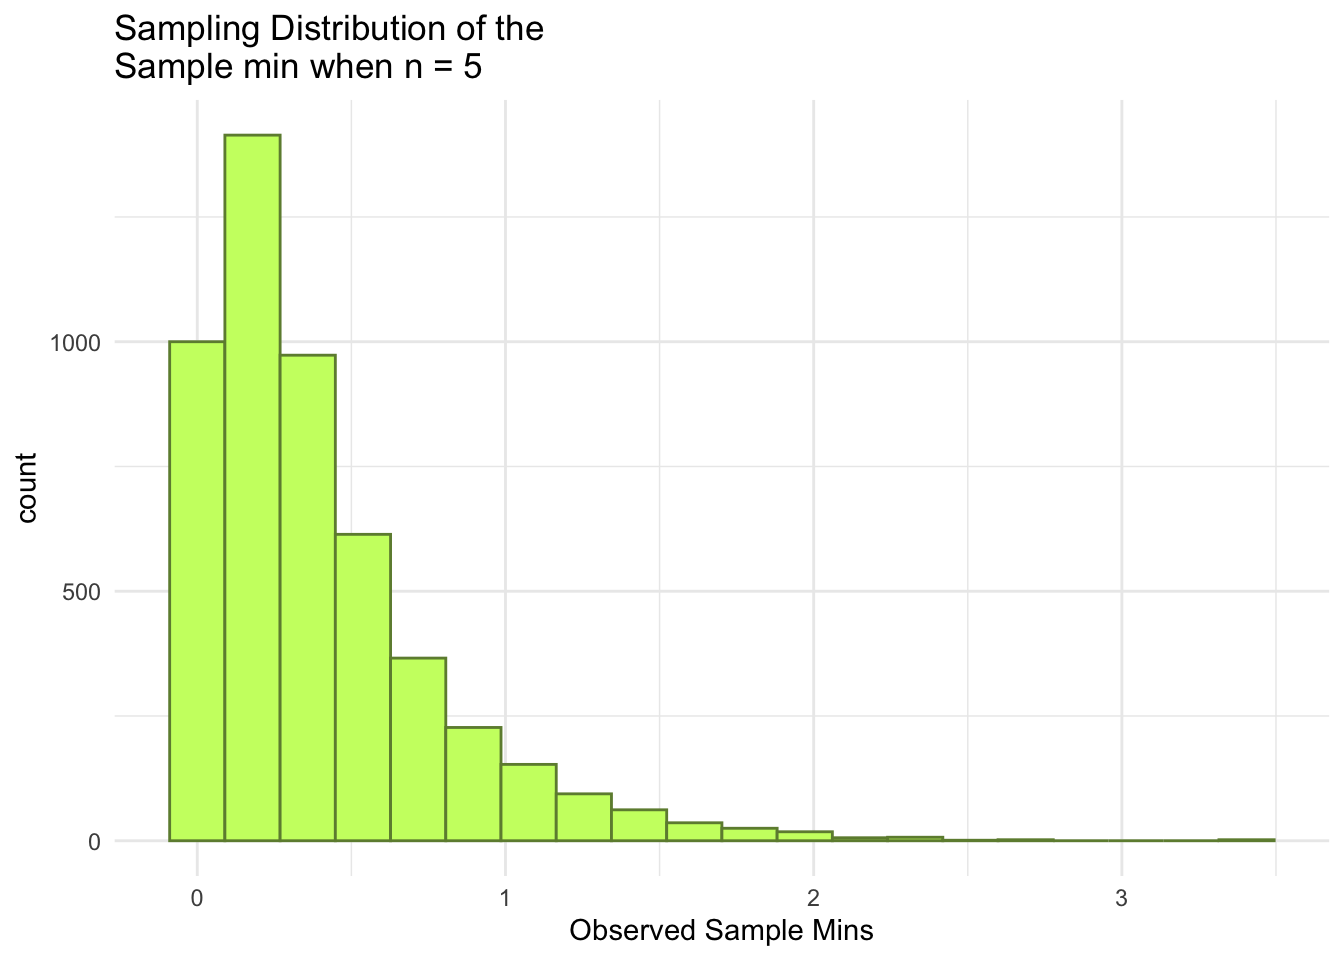 Sampling Distribution of the
Sample min when n = 5
1000
500
0
count
0 1 2 3
Observed Sample Mins